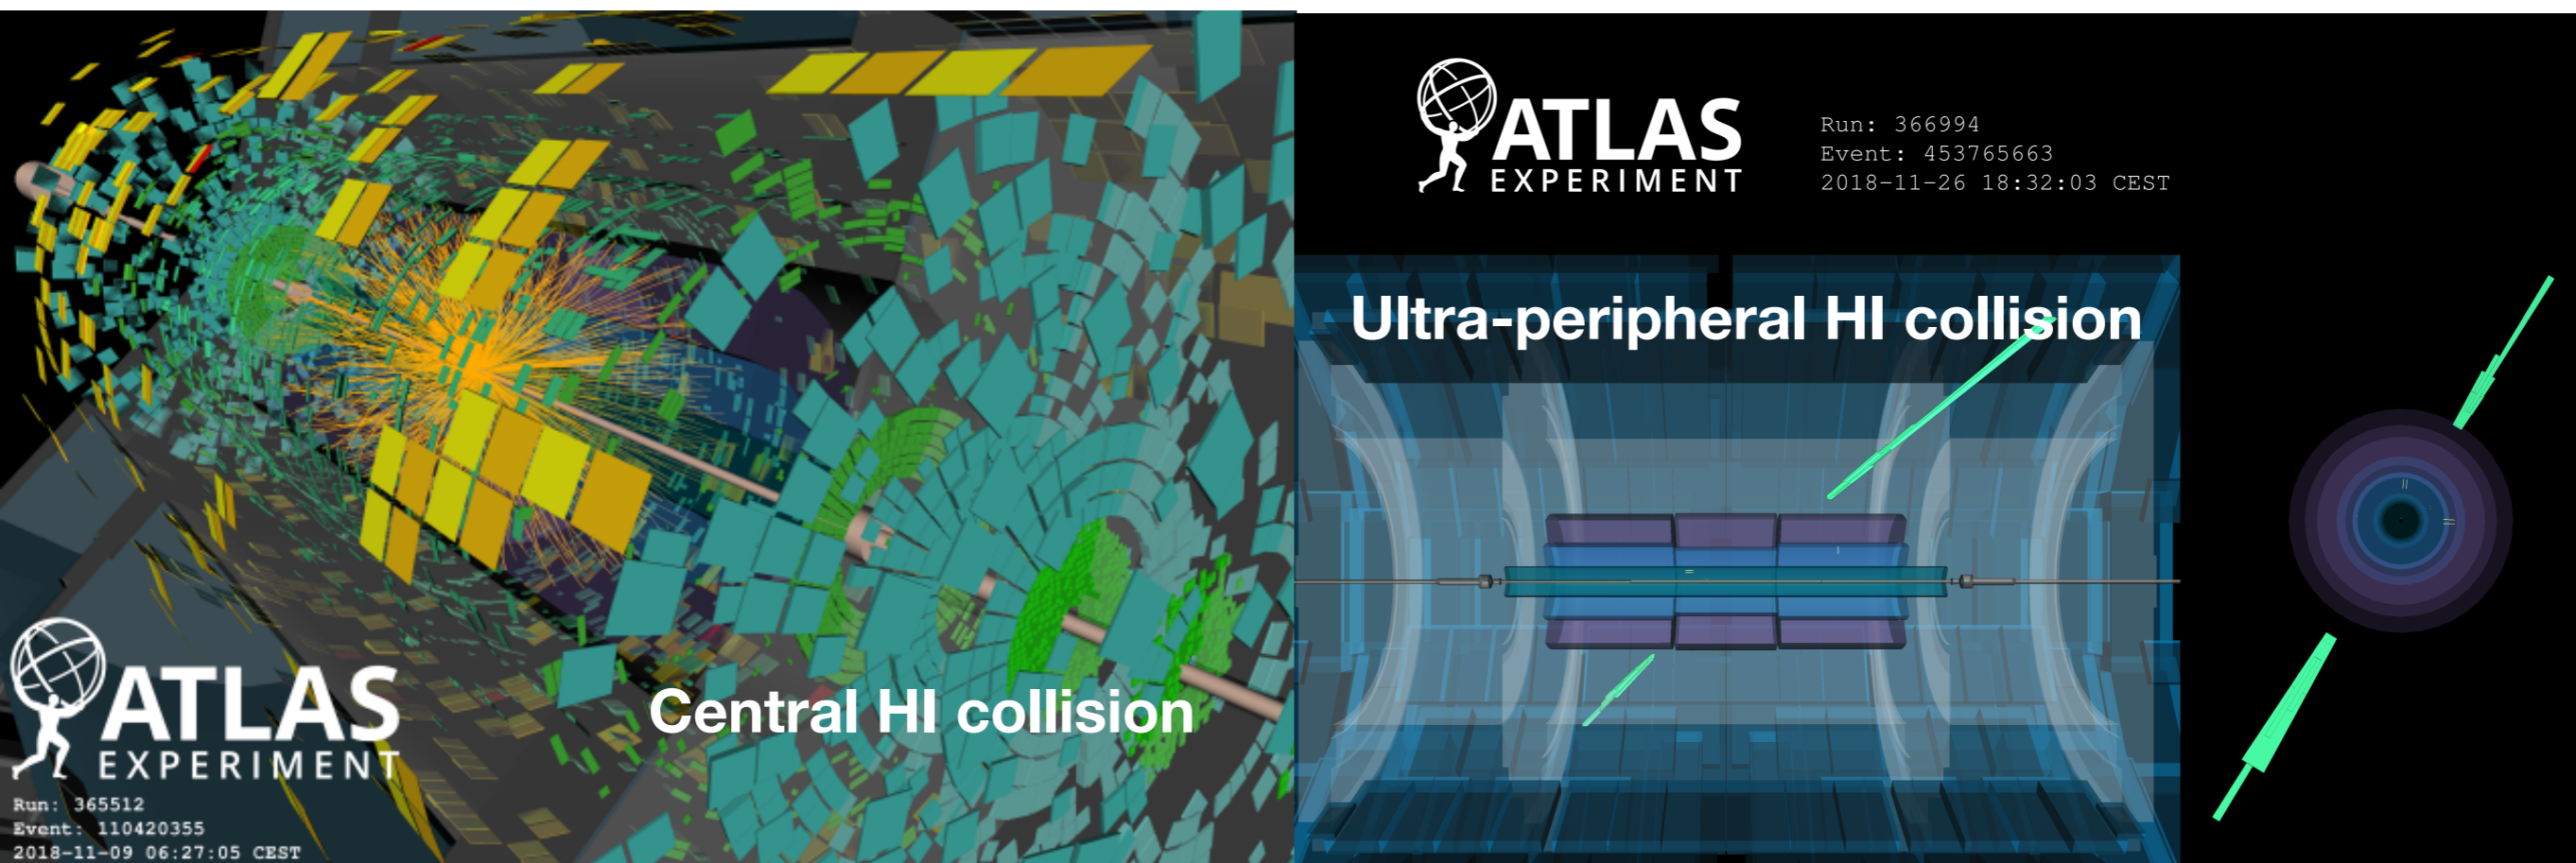 ATLAS
EXPERIMENT
Run: 365512
Event: 110420355
2018-11-09 06:27:05 CEST
Central HI collision
ATLAS
EXPERIMENT
Run: 366994
Event: 453765663
2018-11-26 18:32:03 CEST
Ultra-peripheral HI collision